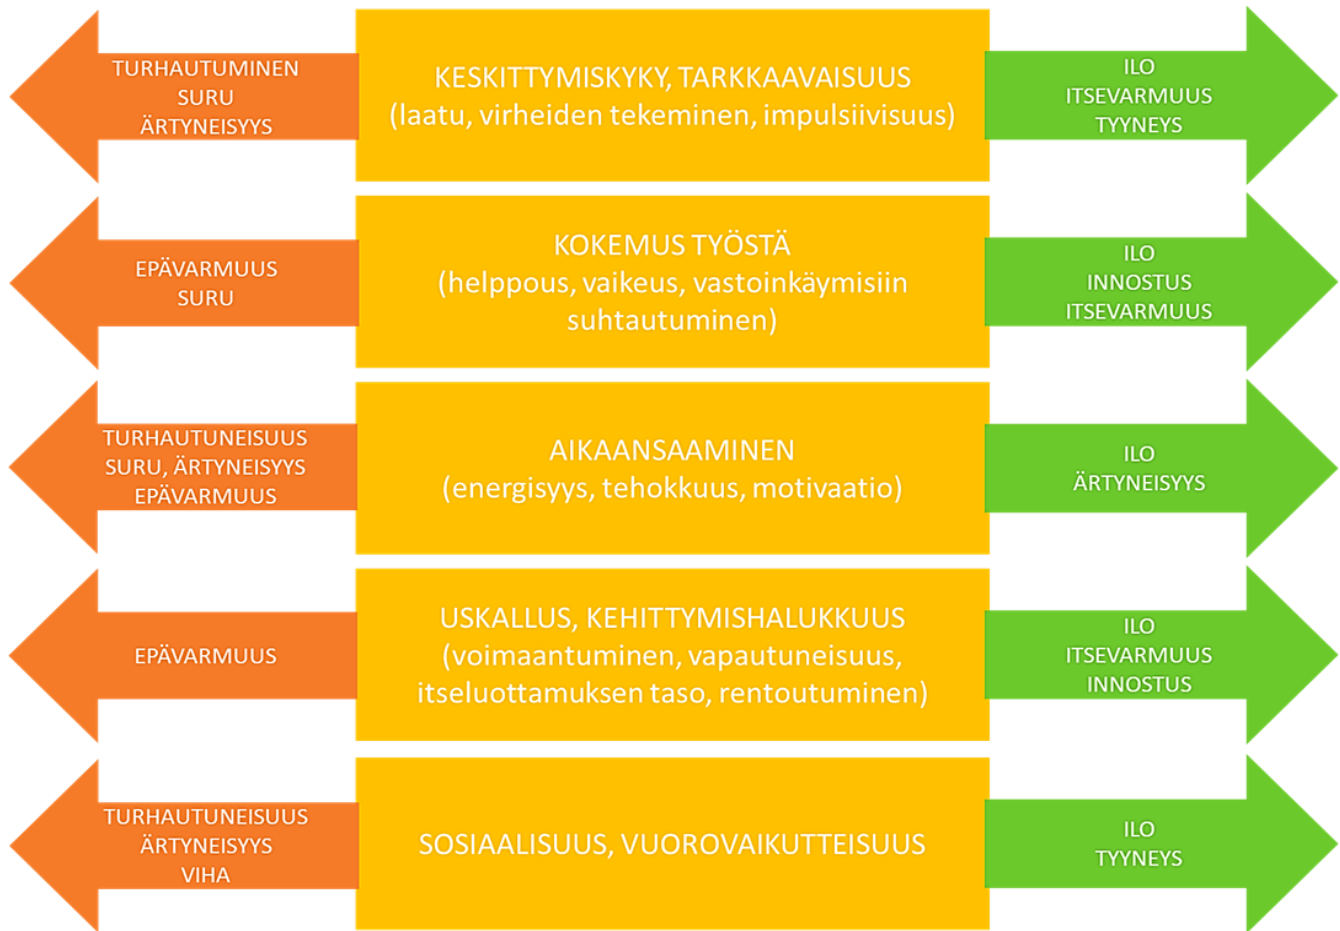 TURHAUTUMINEN
SURU
ÄRTYNEISYYS
KESKITTYMISKYKY, TARKKAAVAISUUS
(laatu, virheiden tekeminen, impulsiivisuus)
ILO
ITSEVARMUUS
TYYNEYS
EPÄVARMUUS
SURU
KOKEMUS TYÖSTÄ
(helppous, vaikeus, vastoinkäymisiin
suhtautuminen)
ILO
INNOSTUS
ITSEVARMUUS
TURHAUTUNEISUUS
SURU, ÄRTYNEISYYS
EPÄVARMUUS
AIKAANSAAMINEN
(energisyys, tehokkuus, motivaatio)
ILO
ÄRTYNEISYYS
EPÄVARMUUS
USKALLUS, KEHITTYMISHALUKKUUS
(voimaantuminen, vapautuneisuus,
itseluottamuksen taso, rentoutuminen)
ILO
ITSEVARMUUS
INNOSTUS
TURHAUTUNEISUUS
ÄRTYNEISYYS
VIHA
SOSIAALISUUS, VUOROVAIKUTTEISUUS
ILO
TYYNEYS